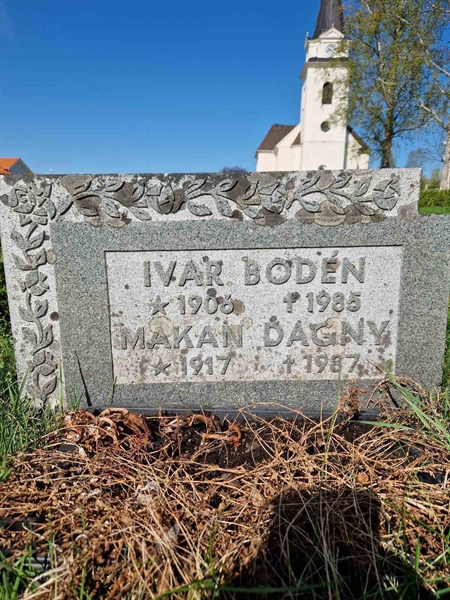 IVAR BODÉN
★ 1906 ✝ 1985
MAKAN DAGNY
★ 1917 ✝ 1987